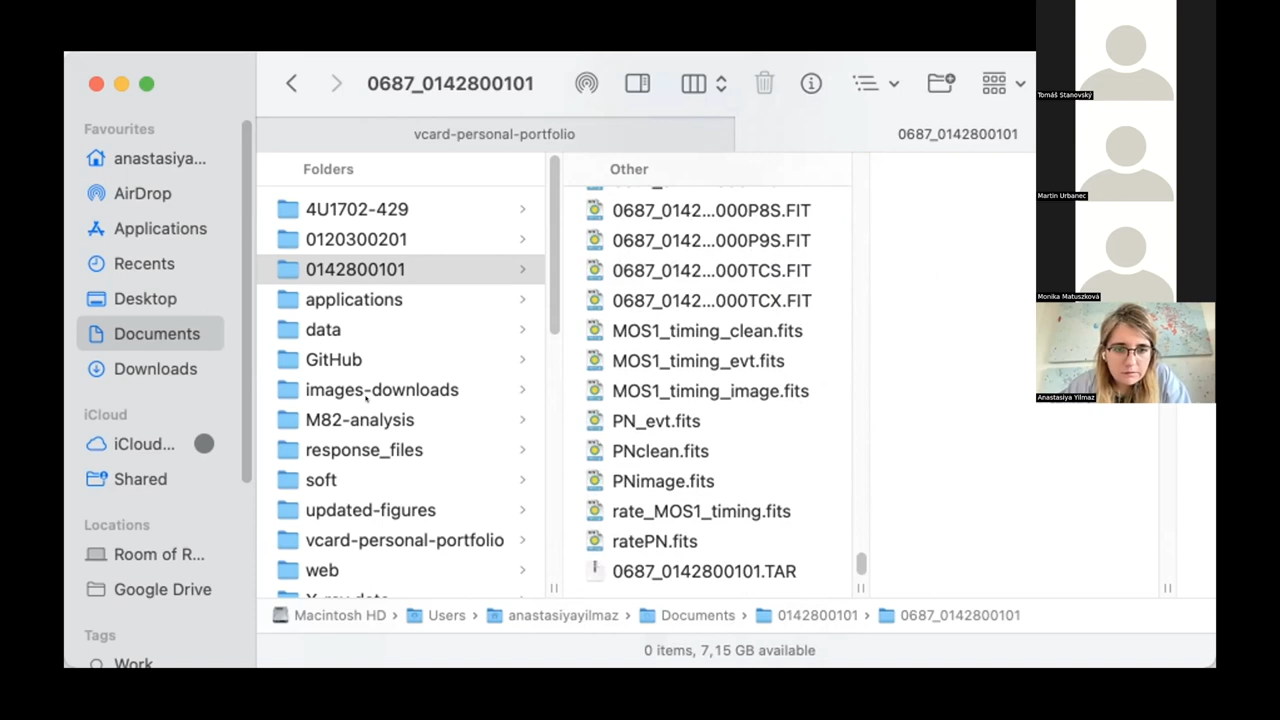 0687_0142800101
vcard-personal-portfolio
0687_0142800101
Favourites
anastasiya...
AirDrop
Applications
Recents
Desktop
Documents
Downloads
iCloud
iCloud...
Shared
Locations
Room of R...
Google Drive
Tags
Work
Folders
4U1702-429
0120300201
0142800101
applications
data
GitHub
images-downloads
M82-analysis
response_files
soft
updated-figures
vcard-personal-portfolio
web
Other
0687_0142...000P8S.FIT
0687_0142...000P9S.FIT
0687_0142...000TCS.FIT
0687_0142...000TCX.FIT
MOS1_timing_clean.fits
MOS1_timing_evt.fits
MOS1_timing_image.fits
PN_evt.fits
PNclean.fits
PNimage.fits
rate_MOS1_timing.fits
ratePN.fits
0687_0142800101.TAR
Macintosh HD › Users › anastasiyayilmaz › Documents › 0142800101 › 0687_0142800101
0 items, 7,15 GB available
Tomáš Stanovský
Martin Urbanec
Monika Matuszková
Anastasiya Yilmaz